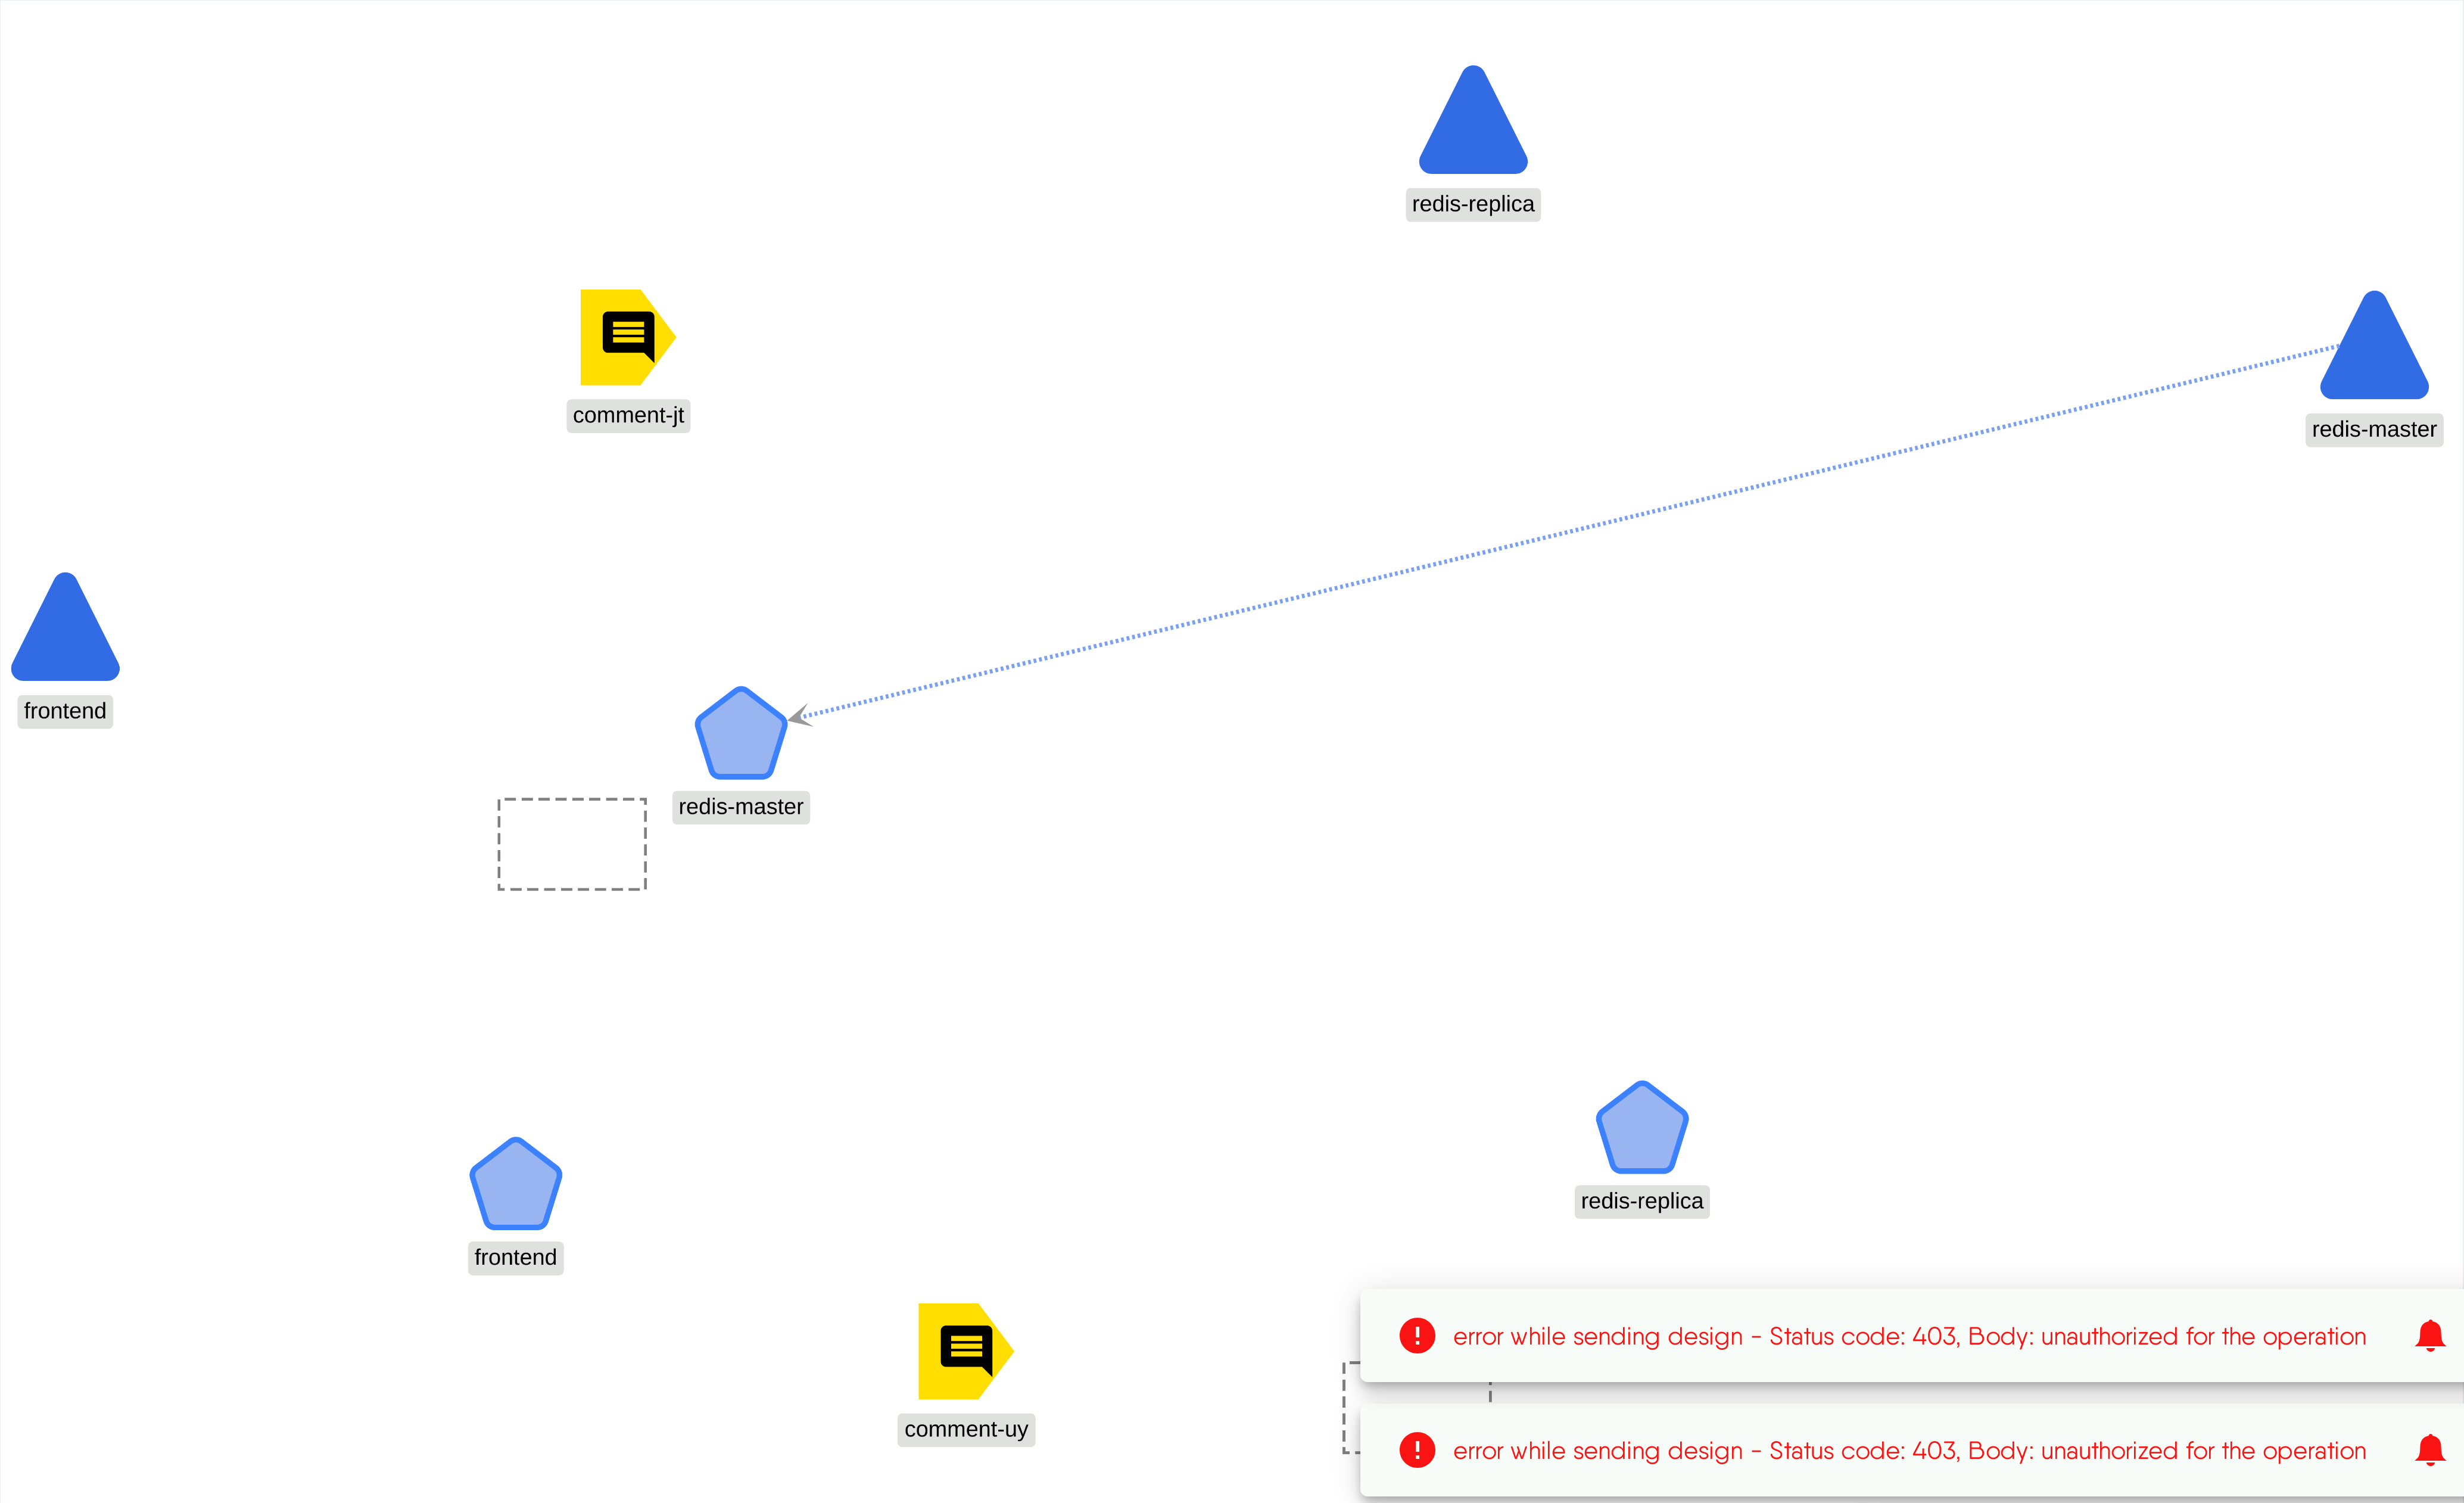 redis-replica
comment-jt
redis-master
frontend
redis-master
redis-replica
frontend
error while sending design - Status code: 403, Body: unauthorized for the operation
comment-uy
error while sending design - Status code: 403, Body: unauthorized for the operation